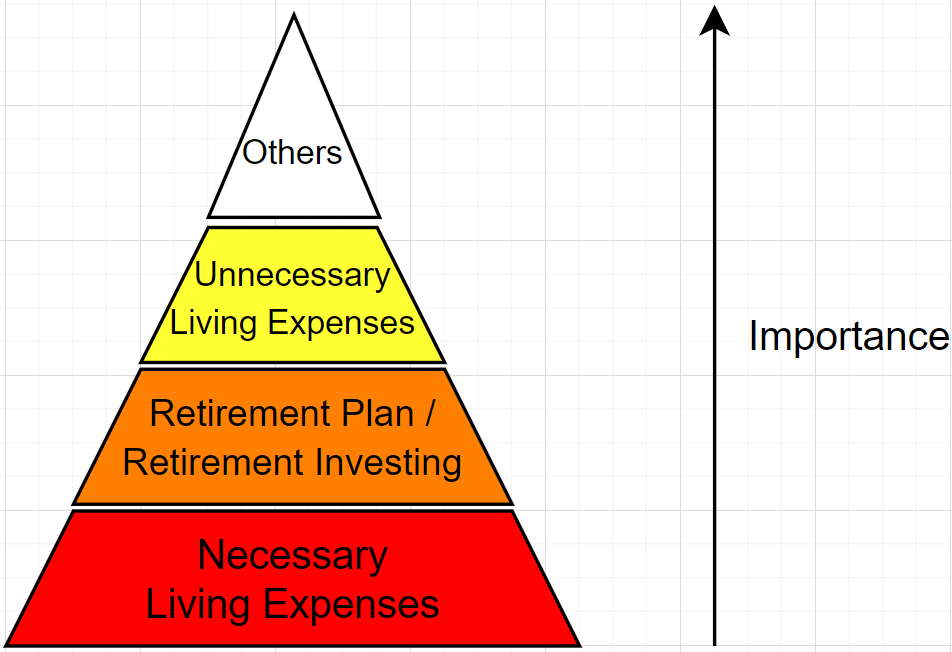 Others
Unnecessary
Living Expenses
Importance
Retirement Plan /
Retirement Investing
Necessary
Living Expenses